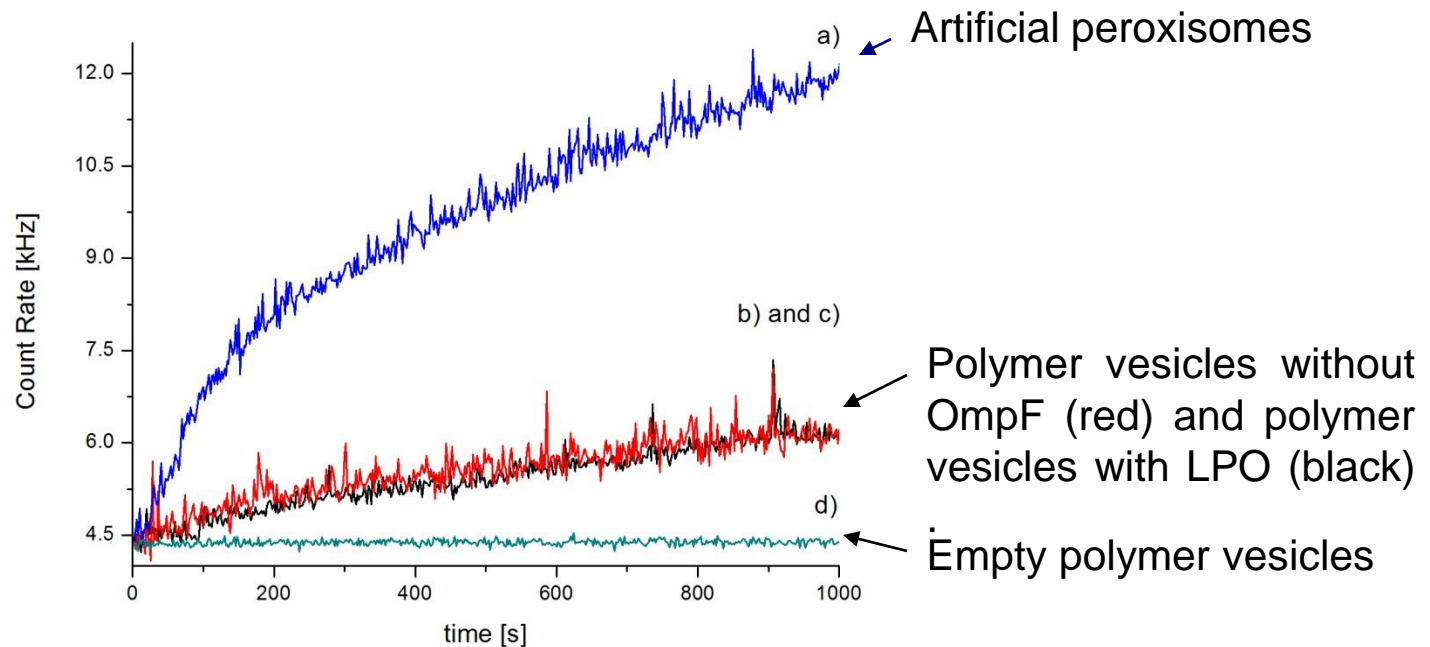 a)
Artificial peroxisomes
12.0
10.5
9.0
7.5
6.0
4.5
Count Rate [kHz]
b) and c)
Polymer vesicles without
OmpF (red) and polymer
vesicles with LPO (black)
.
d)
Empty polymer vesicles
0
200
400
600
800
1000
time [s]